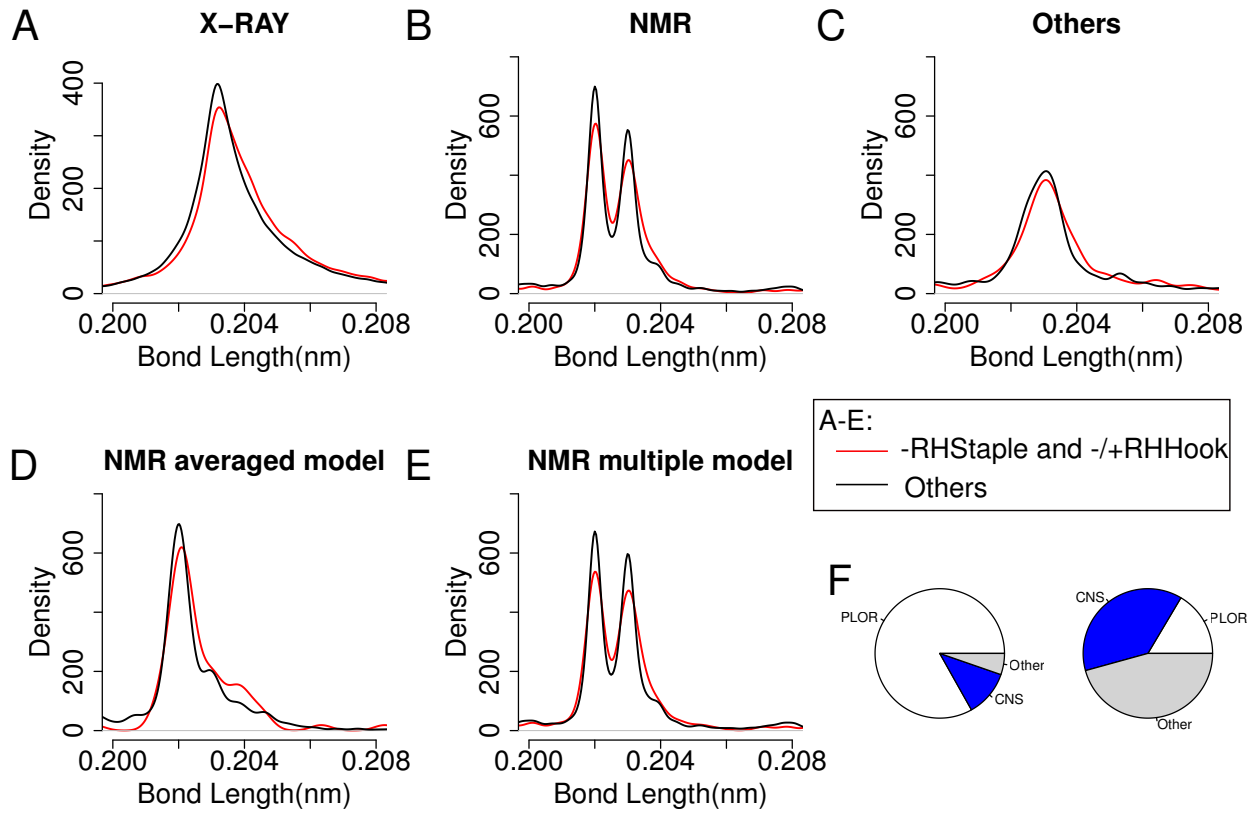 A
X−RAY
Density
0
200
400
0.200
0.204
0.208
Bond Length(nm)
B
NMR
Density
0
200
600
0.200
0.204
0.208
Bond Length(nm)
C
Others
Density
0
200
600
0.200
0.204
0.208
Bond Length(nm)
A-E:
-RHStaple and -/+RHHook
Others
D
NMR averaged model
Density
0
200
600
0.200
0.204
0.208
Bond Length(nm)
E
NMR multiple model
Density
0
200
600
0.200
0.204
0.208
Bond Length(nm)
F
PLOR
Other
CNS
CNS
PLOR
Other